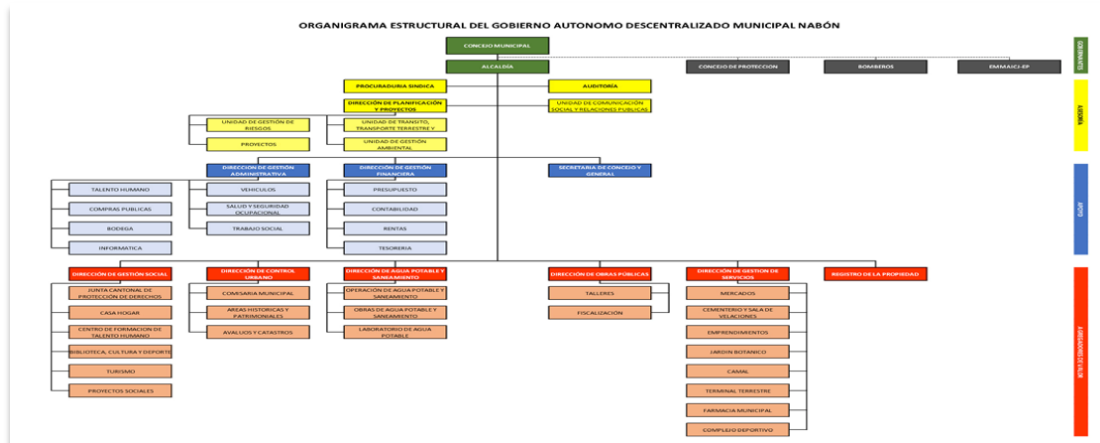 ORGANIGRAMA ESTRUCTURAL DEL GOBIERNO AUTONOMO DESCENTRALIZADO MUNICIPAL NABÓN
CONCEJO MUNICIPAL
ALCALDÍA
CONCEJO DE PROTECCION
BOMBEROS
EMMAICJ-EP
GOBERNANTES
PROCURADURIA SINDICA
AUDITORÍA
DIRECCIÓN DE PLANIFICACIÓN
Y PROYECTOS
UNIDAD DE COMUNICACIÓN
SOCIAL Y RELACIONES PUBLICAS
UNIDAD DE GESTIÓN DE
RIESGOS
UNIDAD DE TRANSITO,
TRANSPORTE TERRESTRE Y
PROYECTOS
UNIDAD DE GESTIÓN
AMBIENTAL
ASESORÍA
DIRECCIÓN DE GESTIÓN
ADMINISTRATIVA
DIRECCIÓN DE GESTIÓN
FINANCIERA
SECRETARIA DE CONCEJO Y
GENERAL
TALENTO HUMANO
VEHICULOS
PRESUPUESTO
COMPRAS PUBLICAS
SALUD Y SEGURIDAD
OCUPACIONAL
CONTABILIDAD
BODEGA
TRABAJO SOCIAL
RENTAS
INFORMATICA
TESORERIA
APOYO
DIRECCIÓN DE GESTIÓN SOCIAL
DIRECCIÓN DE CONTROL
URBANO
DIRECCIÓN DE AGUA POTABLE Y
SANEAMIENTO
DIRECCIÓN DE OBRAS PÚBLICAS
DIRECCIÓN DE GESTION DE
SERVICIOS
REGISTRO DE LA PROPIEDAD
JUNTA CANTONAL DE
PROTECCIÓN DE DERECHOS
COMISARIA MUNICIPAL
OPERACIÓN DE AGUA POTABLE Y
SANEAMIENTO
TALLERES
MERCADOS
CASA HOGAR
AREAS HISTORICAS Y
PATRIMONIALES
OBRAS DE AGUA POTABLE Y
SANEAMIENTO
FISCALIZACIÓN
CEMENTERIO Y SALA DE
VELACIONES
CENTRO DE FORMACION DE
TALENTO HUMANO
AVALUOS Y CATASTROS
LABORATORIO DE AGUA
POTABLE
EMPRENDIMIENTOS
BIBLIOTECA, CULTURA Y DEPORTE
JARDIN BOTANICO
TURISMO
CAMAL
PROYECTOS SOCIALES
TERMINAL TERRESTRE
FARMACIA MUNICIPAL
COMPLEJO DEPORTIVO
AGREGADORES DE VALOR